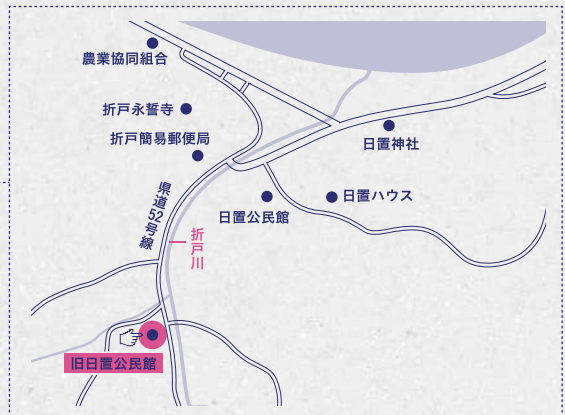 農業協同組合
折戸永誓寺
折戸簡易郵便局
日置神社
日置ハウス
日置公民館
県道52号線
折戸川
旧日置公民館